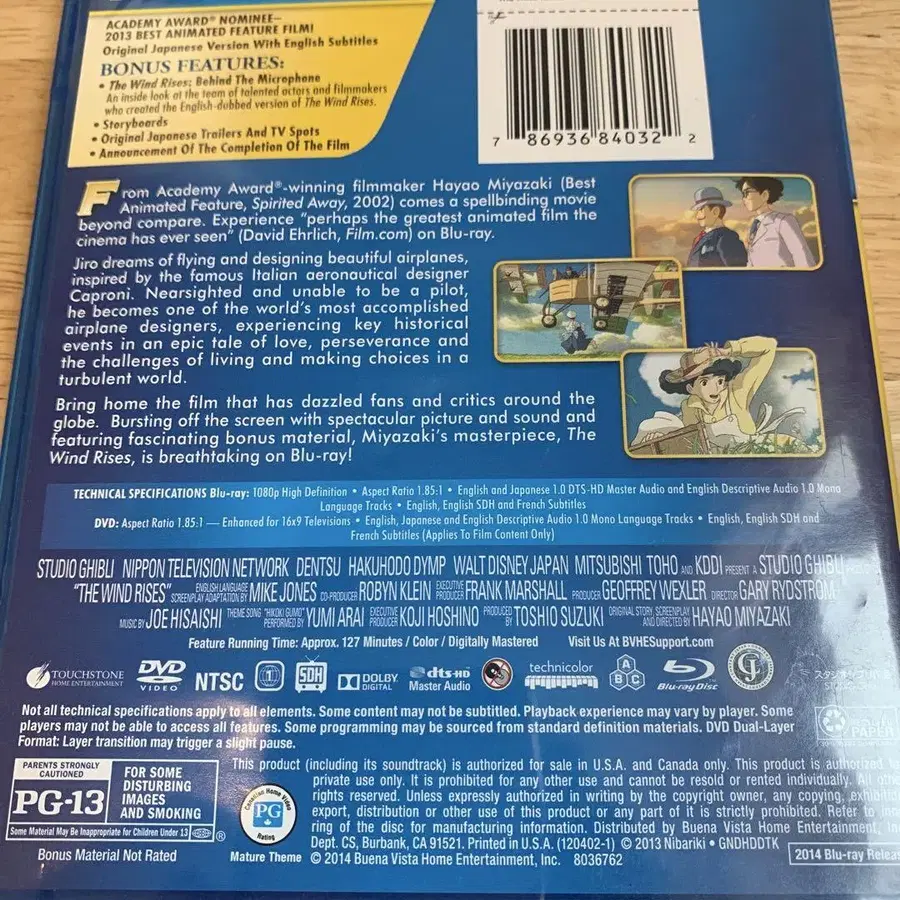 ACADEMY AWARD® NOMINEE—
2013 BEST ANIMATED FEATURE FILM!
Original Japanese Version With English Subtitles
BONUS FEATURES:
• The Wind Rises: Behind The Microphone
An inside look at the team of talented actors and filmmakers
who created the English-dubbed version of The Wind Rises.
• Storyboards
• Original Japanese Trailers And TV Spots
• Announcement Of The Completion Of The Film
7 86936 84032 2
From Academy Award®-winning filmmaker Hayao Miyazaki (Best
Animated Feature, Spirited Away, 2002) comes a spellbinding movie
beyond compare. Experience "perhaps the greatest animated film the
cinema has ever seen" (David Ehrlich, Film.com) on Blu-ray.
Jiro dreams of flying and designing beautiful airplanes,
inspired by the famous Italian aeronautical designer
Caproni. Nearsighted and unable to be a pilot,
he becomes one of the world's most accomplished
airplane designers, experiencing key historical
events in an epic tale of love, perseverance and
the challenges of living and making choices in a
turbulent world.
Bring home the film that has dazzled fans and critics around the
globe. Bursting off the screen with spectacular picture and sound and
featuring fascinating bonus material, Miyazaki's masterpiece, The
Wind Rises, is breathtaking on Blu-ray!
TECHNICAL SPECIFICATIONS Blu-ray: 1080p High Definition • Aspect Ratio 1.85:1 • English and Japanese 1.0 DTS-HD Master Audio and English Descriptive Audio 1.0 Mono
Language Tracks • English, English SDH and French Subtitles
DVD: Aspect Ratio 1.85:1 — Enhanced for 16x9 Televisions • English, Japanese and English Descriptive Audio 1.0 Mono Language Tracks • English, English SDH and
French Subtitles (Applies To Film Content Only)
STUDIO GHIBLI NIPPON TELEVISION NETWORK DENTSU HAKUHODO DYMP WALT DISNEY JAPAN MITSUBISHI TOHO AND KDDI PRESENT A STUDIO GHIBLI
"THE WIND RISES" ENGLISH LANGUAGE SCREENPLAY ADAPTATION BY MIKE JONES CO-PRODUCER ROBYN KLEIN EXECUTIVE PRODUCER FRANK MARSHALL PRODUCER GEOFFREY WEXLER DIRECTOR GARY RYDSTROM
MUSIC BY JOE HISAISHI THEME SONG "HIKOKI GUMO" PERFORMED BY YUMI ARAI EXECUTIVE PRODUCER KOJI HOSHINO PRODUCED BY TOSHIO SUZUKI ORIGINAL STORY, SCREENPLAY AND DIRECTED BY HAYAO MIYAZAKI
Feature Running Time: Approx. 127 Minutes / Color / Digitally Mastered Visit Us At BVHESupport.com
TOUCHSTONE HOME ENTERTAINMENT DVD VIDEO NTSC 1 SDH DOLBY DIGITAL dts-HD Master Audio technicolor ABC Blu-ray Disc
Not all technical specifications apply to all elements. Some content may not be subtitled. Playback experience may vary by player. Some
players may not be able to access all features. Some programming may be sourced from standard definition materials. DVD Dual-Layer
Format: Layer transition may trigger a slight pause.
PARENTS STRONGLY CAUTIONED
PG-13
FOR SOME
DISTURBING
IMAGES
AND SMOKING
Some Material May Be Inappropriate for Children Under 13
®
Bonus Material Not Rated
Canadian Home Video
PG
Rating
Mature Theme
This product (including its soundtrack) is authorized for sale in U.S.A. and Canada only. This product is authorized
private use only. It is prohibited for any other use and cannot be resold or rented individually. All
rights reserved. Unless expressly authorized in writing by the copyright owner, any copying, exhibition
export, distribution or other use of this product or any part of it is strictly prohibited. Refer to
ring of the disc for manufacturing information. Distributed by Buena Vista Home Entertainment,
Dept. CS, Burbank, CA 91521. Printed in U.S.A. (120402-1) © 2013 Nibariki • GNDHDDTK
© 2014 Buena Vista Home Entertainment, Inc. 8036762
2014 Blu-ray